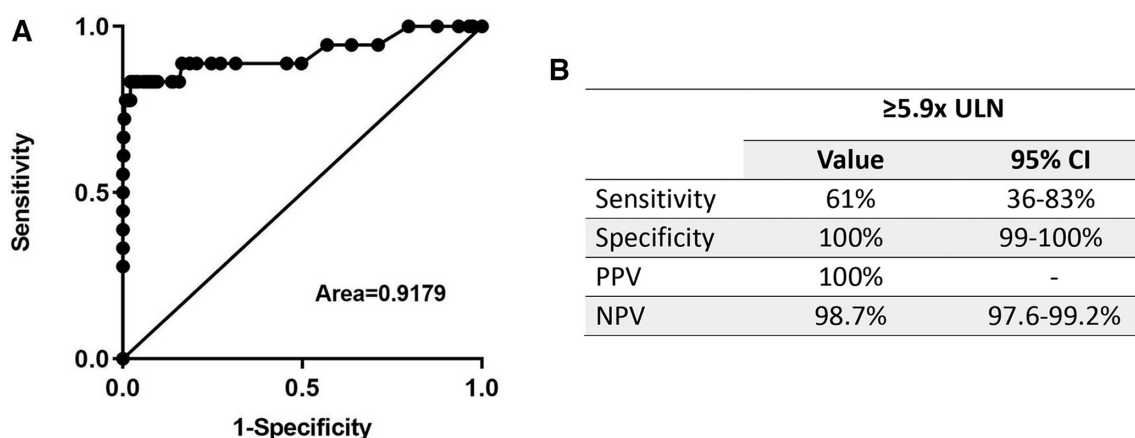 A
1.0
0.5
0.0
Sensitivity
Area=0.9179
0.0 0.5 1.0
1-Specificity
B
≥5.9x ULN
Value 95% CI
Sensitivity 61% 36-83%
Specificity 100% 99-100%
PPV 100% -
NPV 98.7% 97.6-99.2%